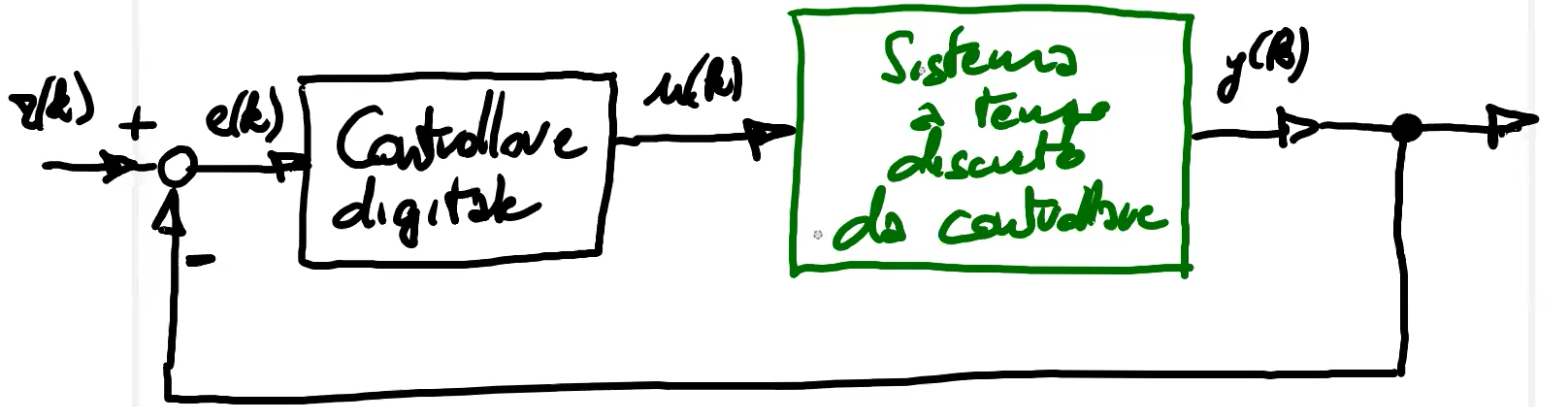 r(k)
+
e(k)
Controllore
digitale
u(k)
Sistema
a tempo
discreto
da controllare
y(k)
-